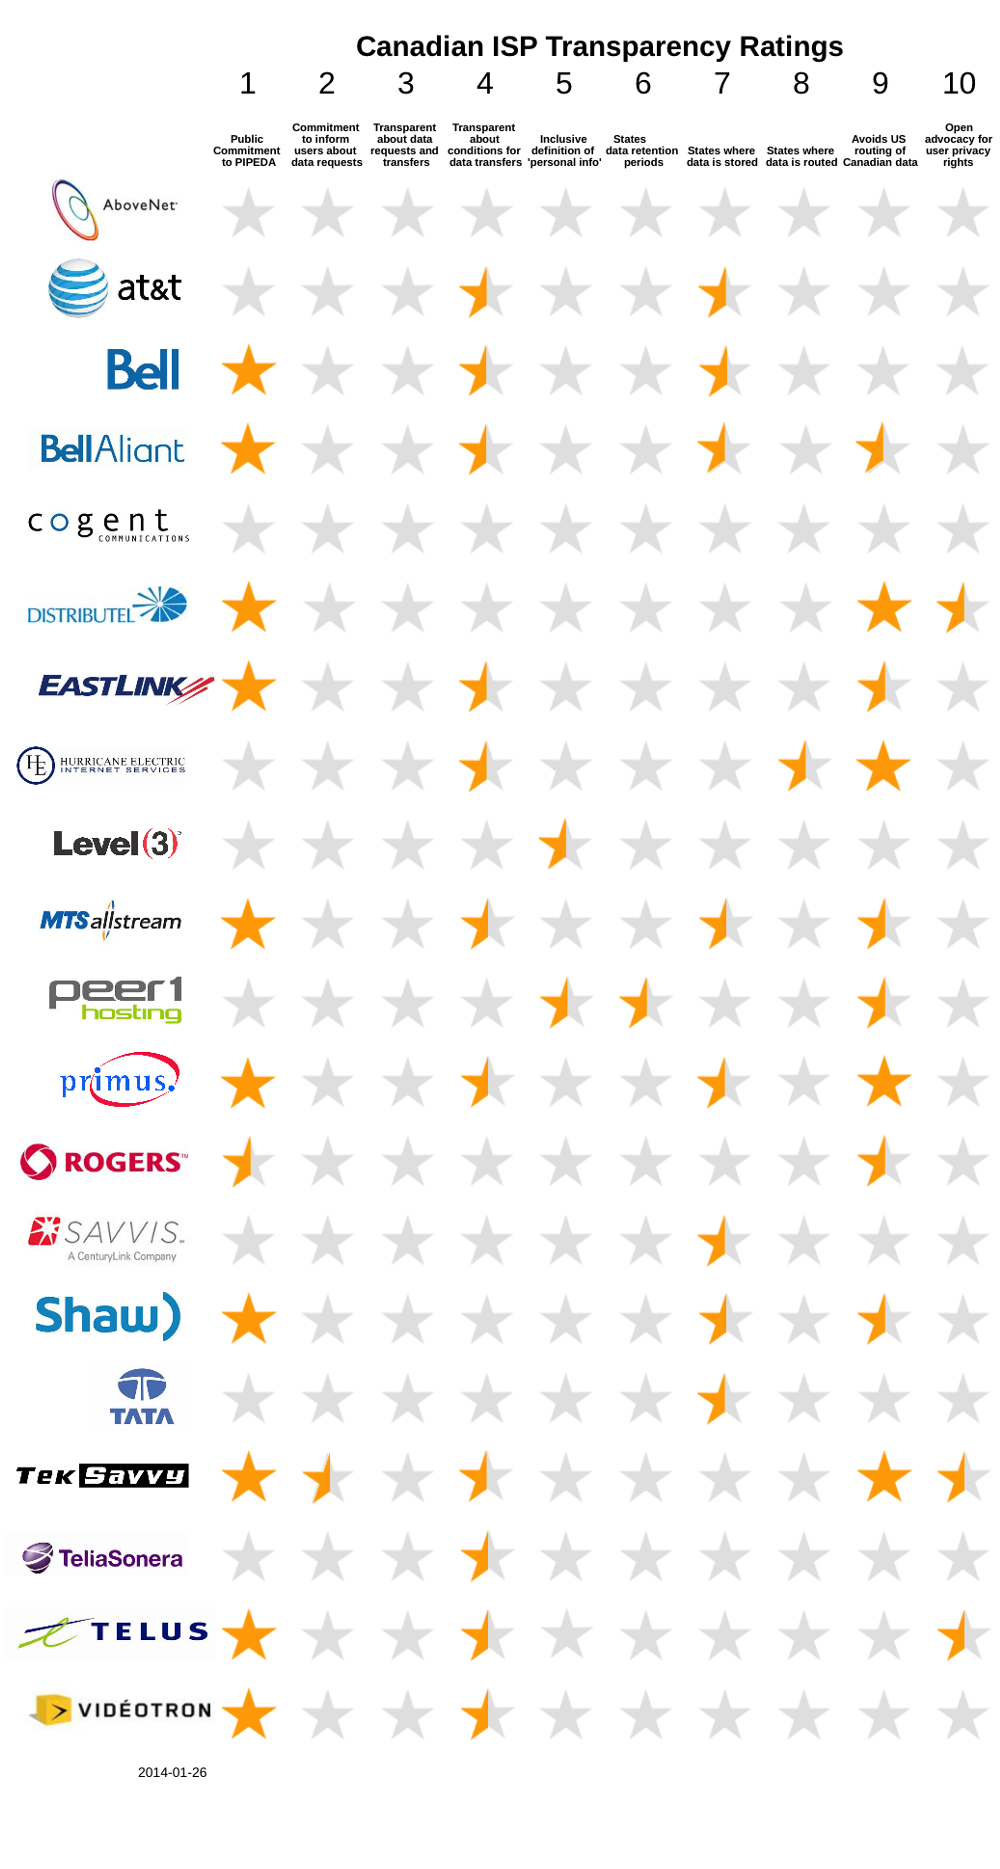 Canadian ISP Transparency Ratings
1 2 3 4 5 6 7 8 9 10
Public
Commitment
to PIPEDA
Commitment
to inform
users about
data requests
Transparent
about data
requests and
transfers
Transparent
about
conditions for
data transfers
Inclusive
definition of
'personal info'
States
data retention
periods
States where
data is stored
States where
data is routed
Avoids US
routing of
Canadian data
Open
advocacy for
user privacy
rights
AboveNet
at&t
Bell
BellAliant
cogent
COMMUNICATIONS
DISTRIBUTEL
EASTLINK
HE HURRICANE ELECTRIC
INTERNET SERVICES
Level(3)
MTS allstream
peer1
hosting
primus.
ROGERS™
SAVVIS
A CenturyLink Company
Shaw)
TATA
TEK SAVVY
TeliaSonera
TELUS
VIDÉOTRON
2014-01-26